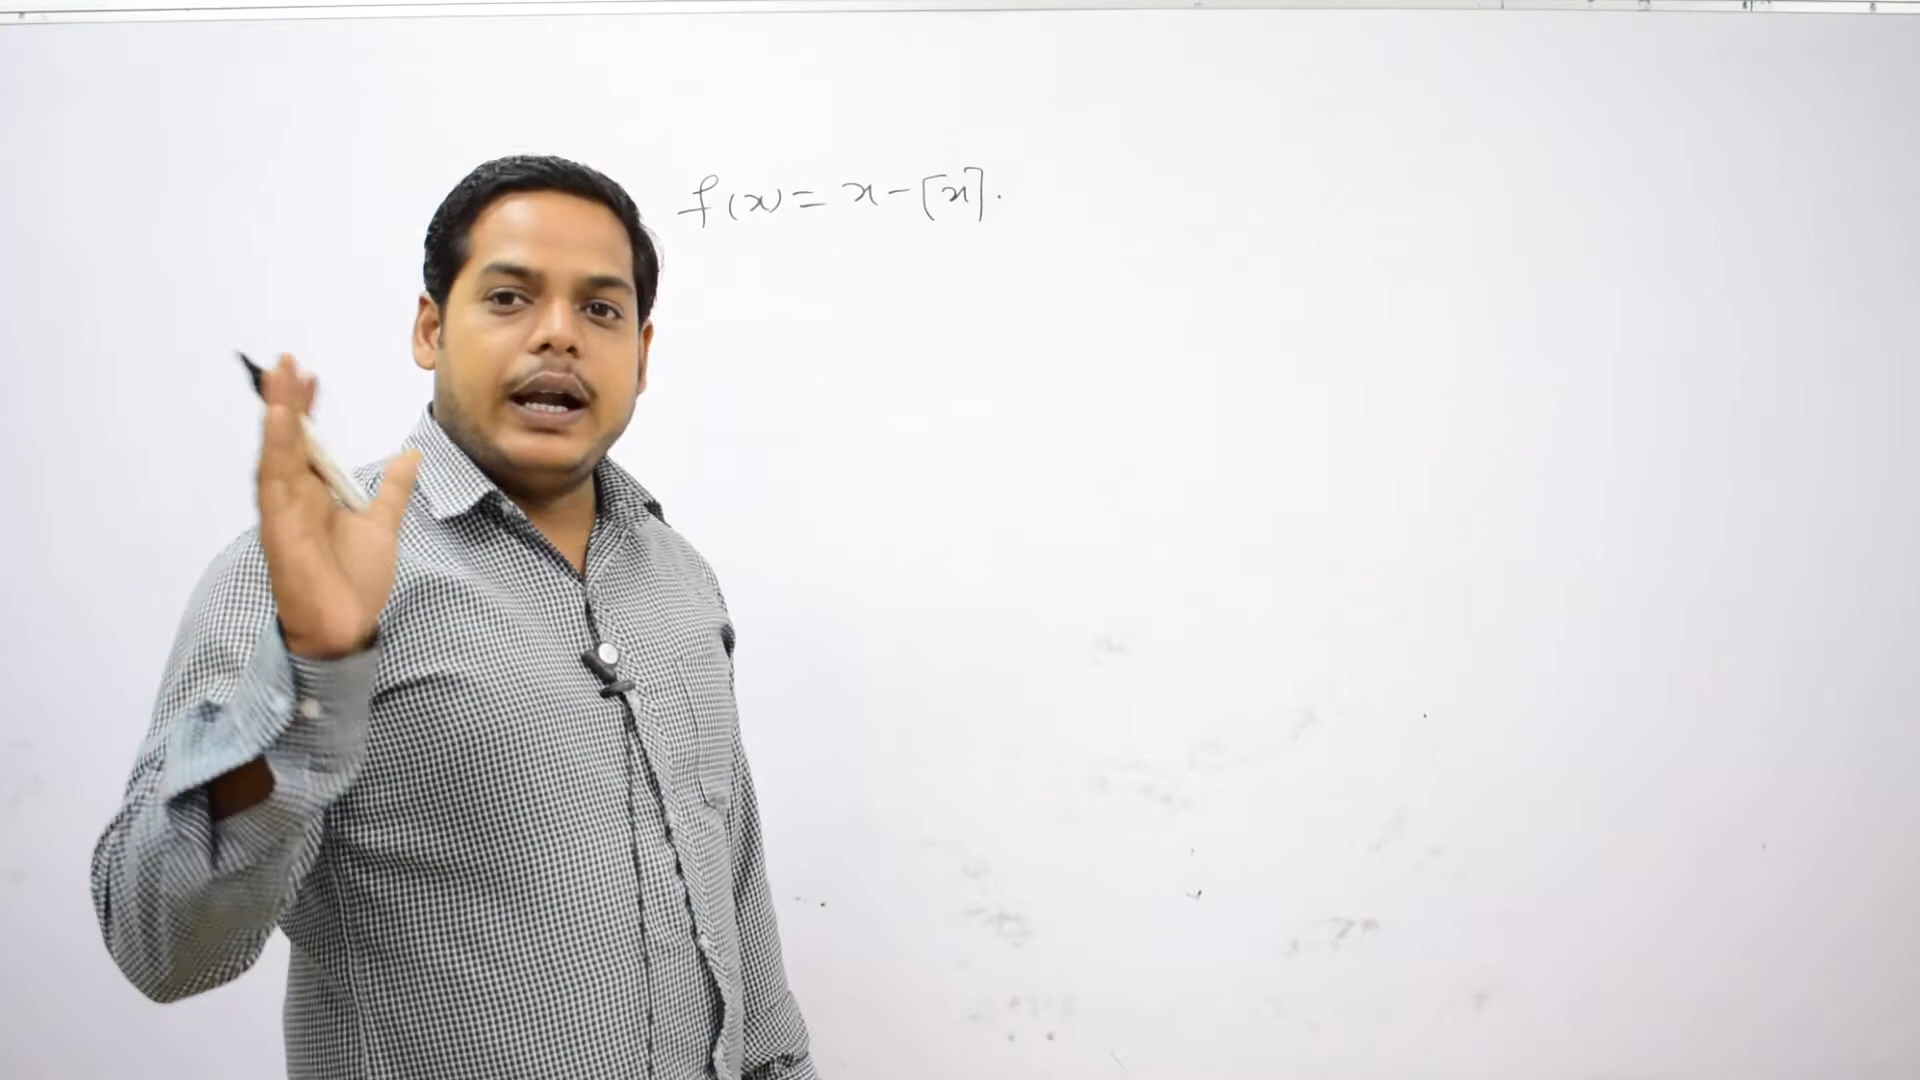 f(x) = x - [x].